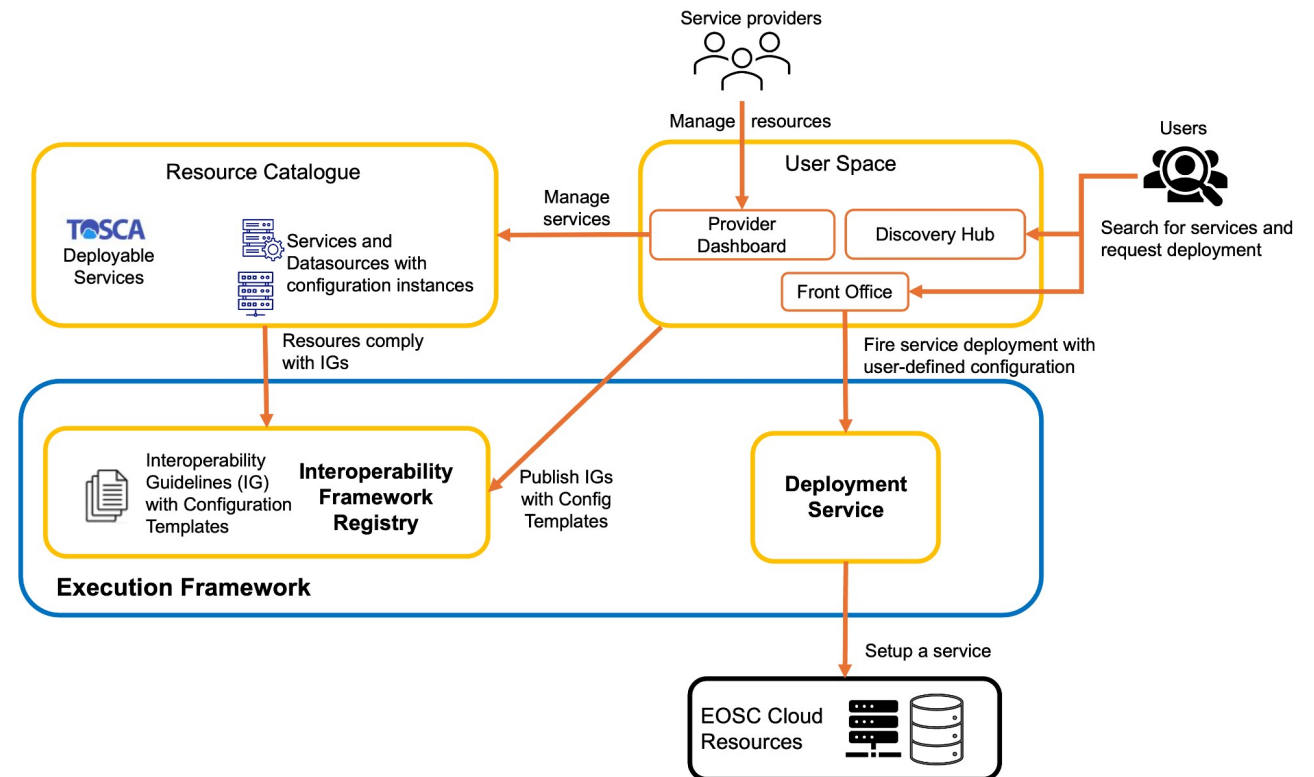 Service providers
Manage resources
Users
Resource Catalogue
User Space
Manage
services
TOSCA
Deployable
Services
Services and
Datasources with
configuration instances
Provider
Dashboard
Discovery Hub
Search for services and
request deployment
Front Office
Resoures comply
with IGs
Fire service deployment with
user-defined configuration
Interoperability
Guidelines (IG)
with Configuration
Templates
Interoperability
Framework
Registry
Publish IGs
with Config
Templates
Deployment
Service
Execution Framework
Setup a service
EOSC Cloud
Resources